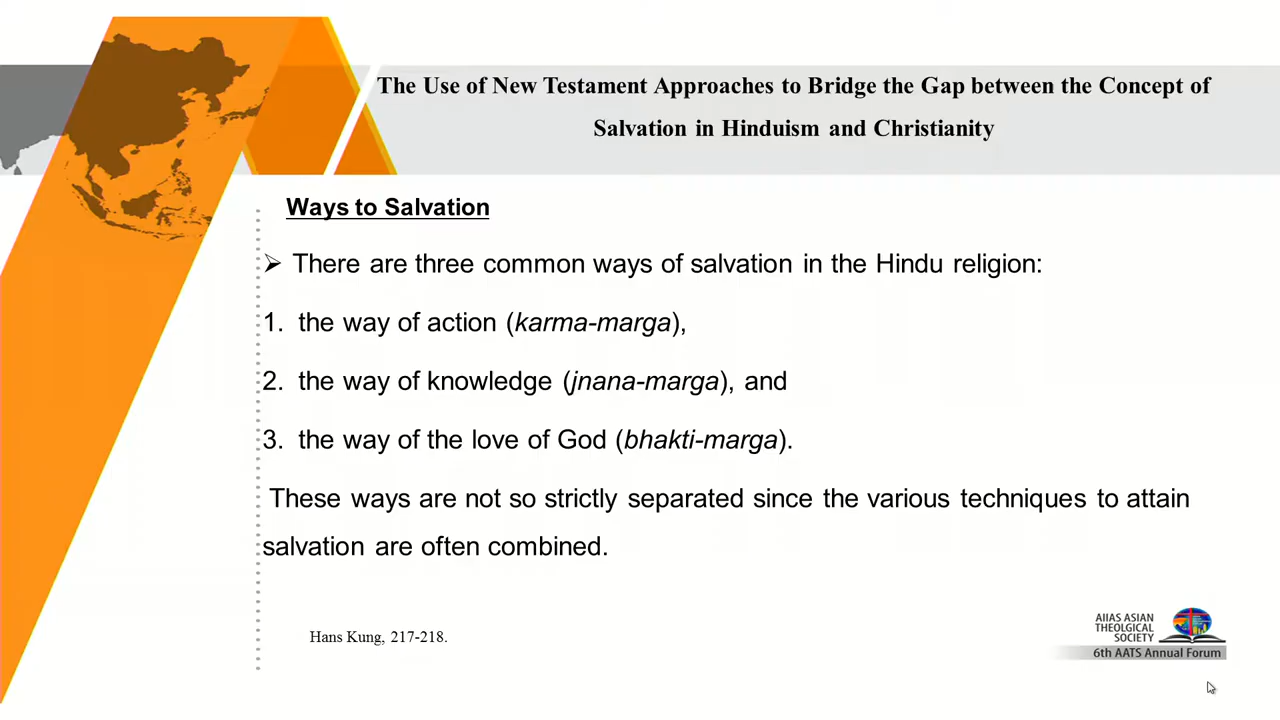 The Use of New Testament Approaches to Bridge the Gap between the Concept of
Salvation in Hinduism and Christianity
Ways to Salvation
➢ There are three common ways of salvation in the Hindu religion:
1. the way of action (karma-marga),
2. the way of knowledge (jnana-marga), and
3. the way of the love of God (bhakti-marga).
These ways are not so strictly separated since the various techniques to attain
salvation are often combined.
Hans Kung, 217-218.
AIIAS ASIAN
THEOLGICAL
SOCIETY
6th AATS Annual Forum